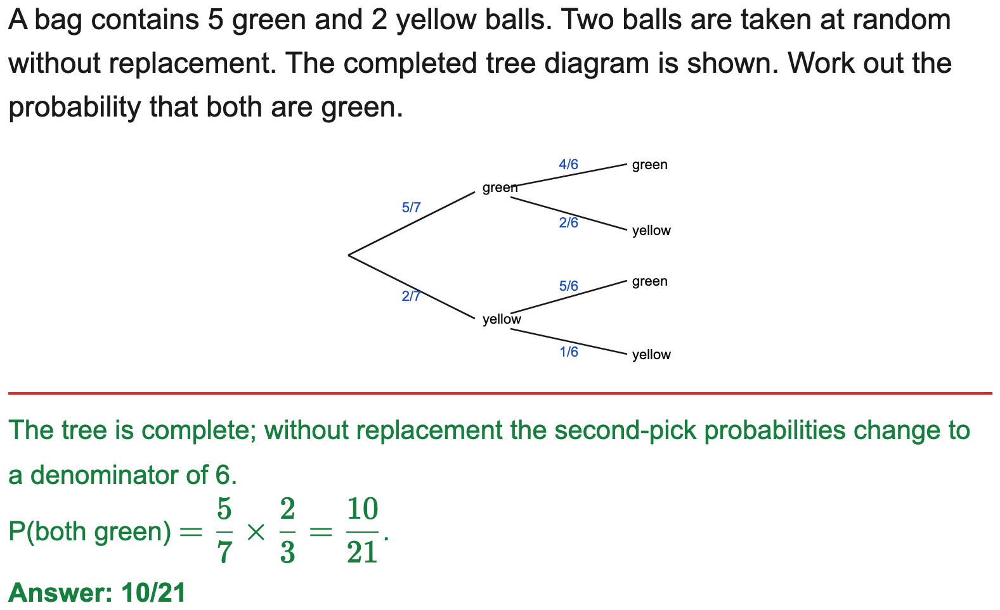 A bag contains 5 green and 2 yellow balls. Two balls are taken at random
without replacement. The completed tree diagram is shown. Work out the
probability that both are green.
4/6
green
green
5/7
2/6
yellow
5/6
green
2/7
yellow
1/6
yellow
The tree is complete; without replacement the second-pick probabilities change to
a denominator of 6.
P(both green) = 5/7 × 2/3 = 10/21.
Answer: 10/21